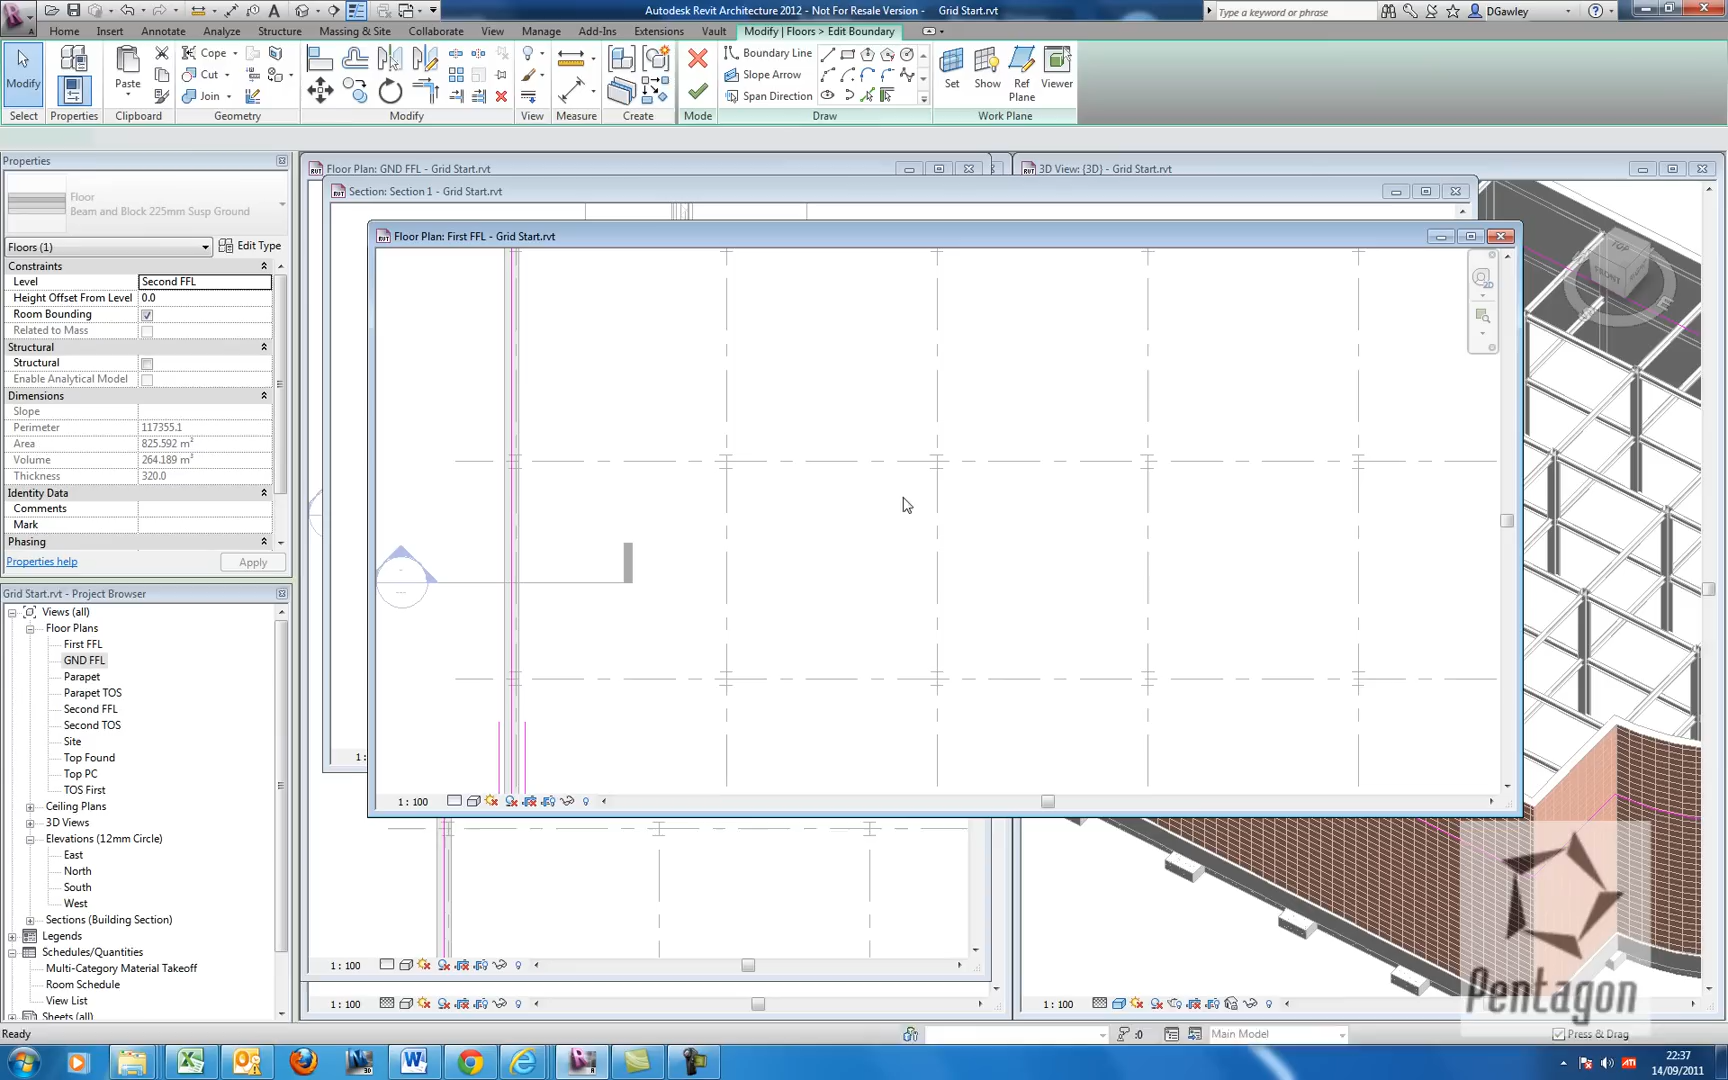 Autodesk Revit Architecture 2012 - Not For Resale Version - Grid Start.rvt
Type a keyword or phrase
DGawley
Home Insert Annotate Analyze Structure Massing & Site Collaborate View Manage Add-Ins Extensions Vault Modify | Floors > Edit Boundary
Modify
Paste
Cope
Cut
Join
Boundary Line
Slope Arrow
Span Direction
Set Show Ref Plane Viewer
Select Properties Clipboard Geometry Modify View Measure Create Mode Draw Work Plane
Properties
Floor
Beam and Block 225mm Susp Ground
Floors (1)
Edit Type
Constraints
Level Second FFL
Height Offset From Level 0.0
Room Bounding
Related to Mass
Structural
Structural
Enable Analytical Model
Dimensions
Slope
Perimeter 117355.1
Area 825.592 m²
Volume 264.189 m²
Thickness 320.0
Identity Data
Comments
Mark
Phasing
Properties help
Apply
Grid Start.rvt - Project Browser
Views (all)
Floor Plans
First FFL
GND FFL
Parapet
Parapet TOS
Second FFL
Second TOS
Site
Top Found
Top PC
TOS First
Ceiling Plans
3D Views
Elevations (12mm Circle)
East
North
South
West
Sections (Building Section)
Legends
Schedules/Quantities
Multi-Category Material Takeoff
Room Schedule
View List
Sheets (all)
Floor Plan: GND FFL - Grid Start.rvt
Section: Section 1 - Grid Start.rvt
Floor Plan: First FFL - Grid Start.rvt
3D View: {3D} - Grid Start.rvt
TOP
FRONT
2D
1 : 100
1:
1 : 100
1 : 100
1 : 100
Pentagon
Ready
:0
Main Model
Press & Drag
22:37
14/09/2011